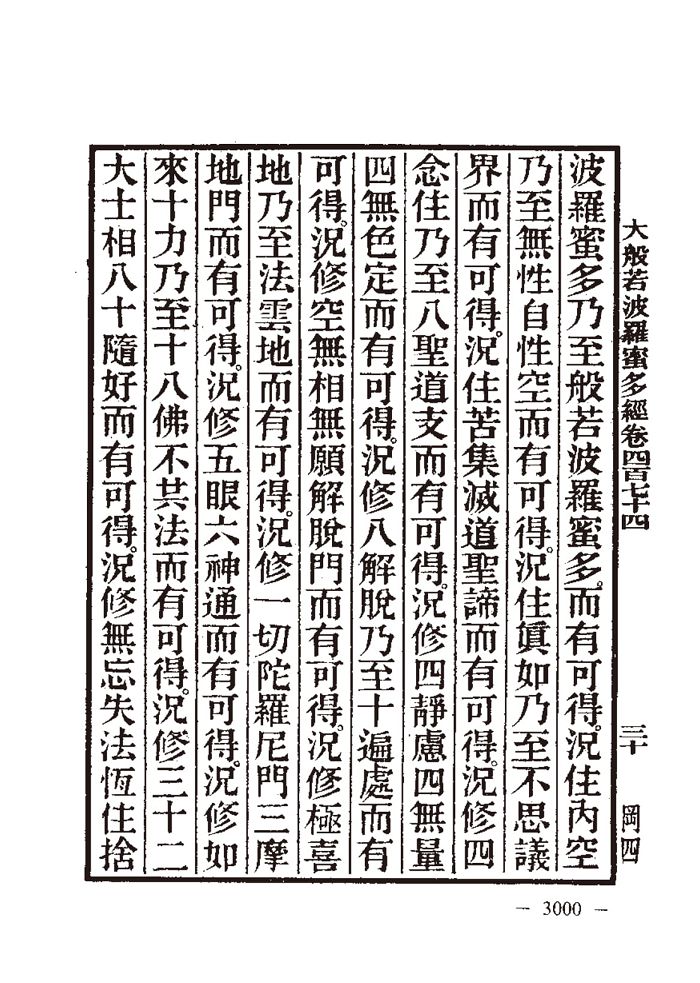 大般若波羅蜜多經卷四百七十四　三十　岡四
波羅蜜多乃至般若波羅蜜多。而有可得。況住內空
乃至無性自性空而有可得。況住眞如乃至不思議
界而有可得。況住苦集滅道聖諦而有可得。況修四
念住乃至八聖道支而有可得。況修四靜慮四無量
四無色定而有可得。況修八解脫乃至十遍處而有
可得。況修空無相無願解脫門而有可得。況修極喜
地乃至法雲地而有可得。況修一切陀羅尼門三摩
地門而有可得。況修五眼六神通而有可得。況修如
來十力乃至十八佛不共法而有可得。況修三十二
大士相八十隨好而有可得。況修無忘失法恆住捨
— 3000 —